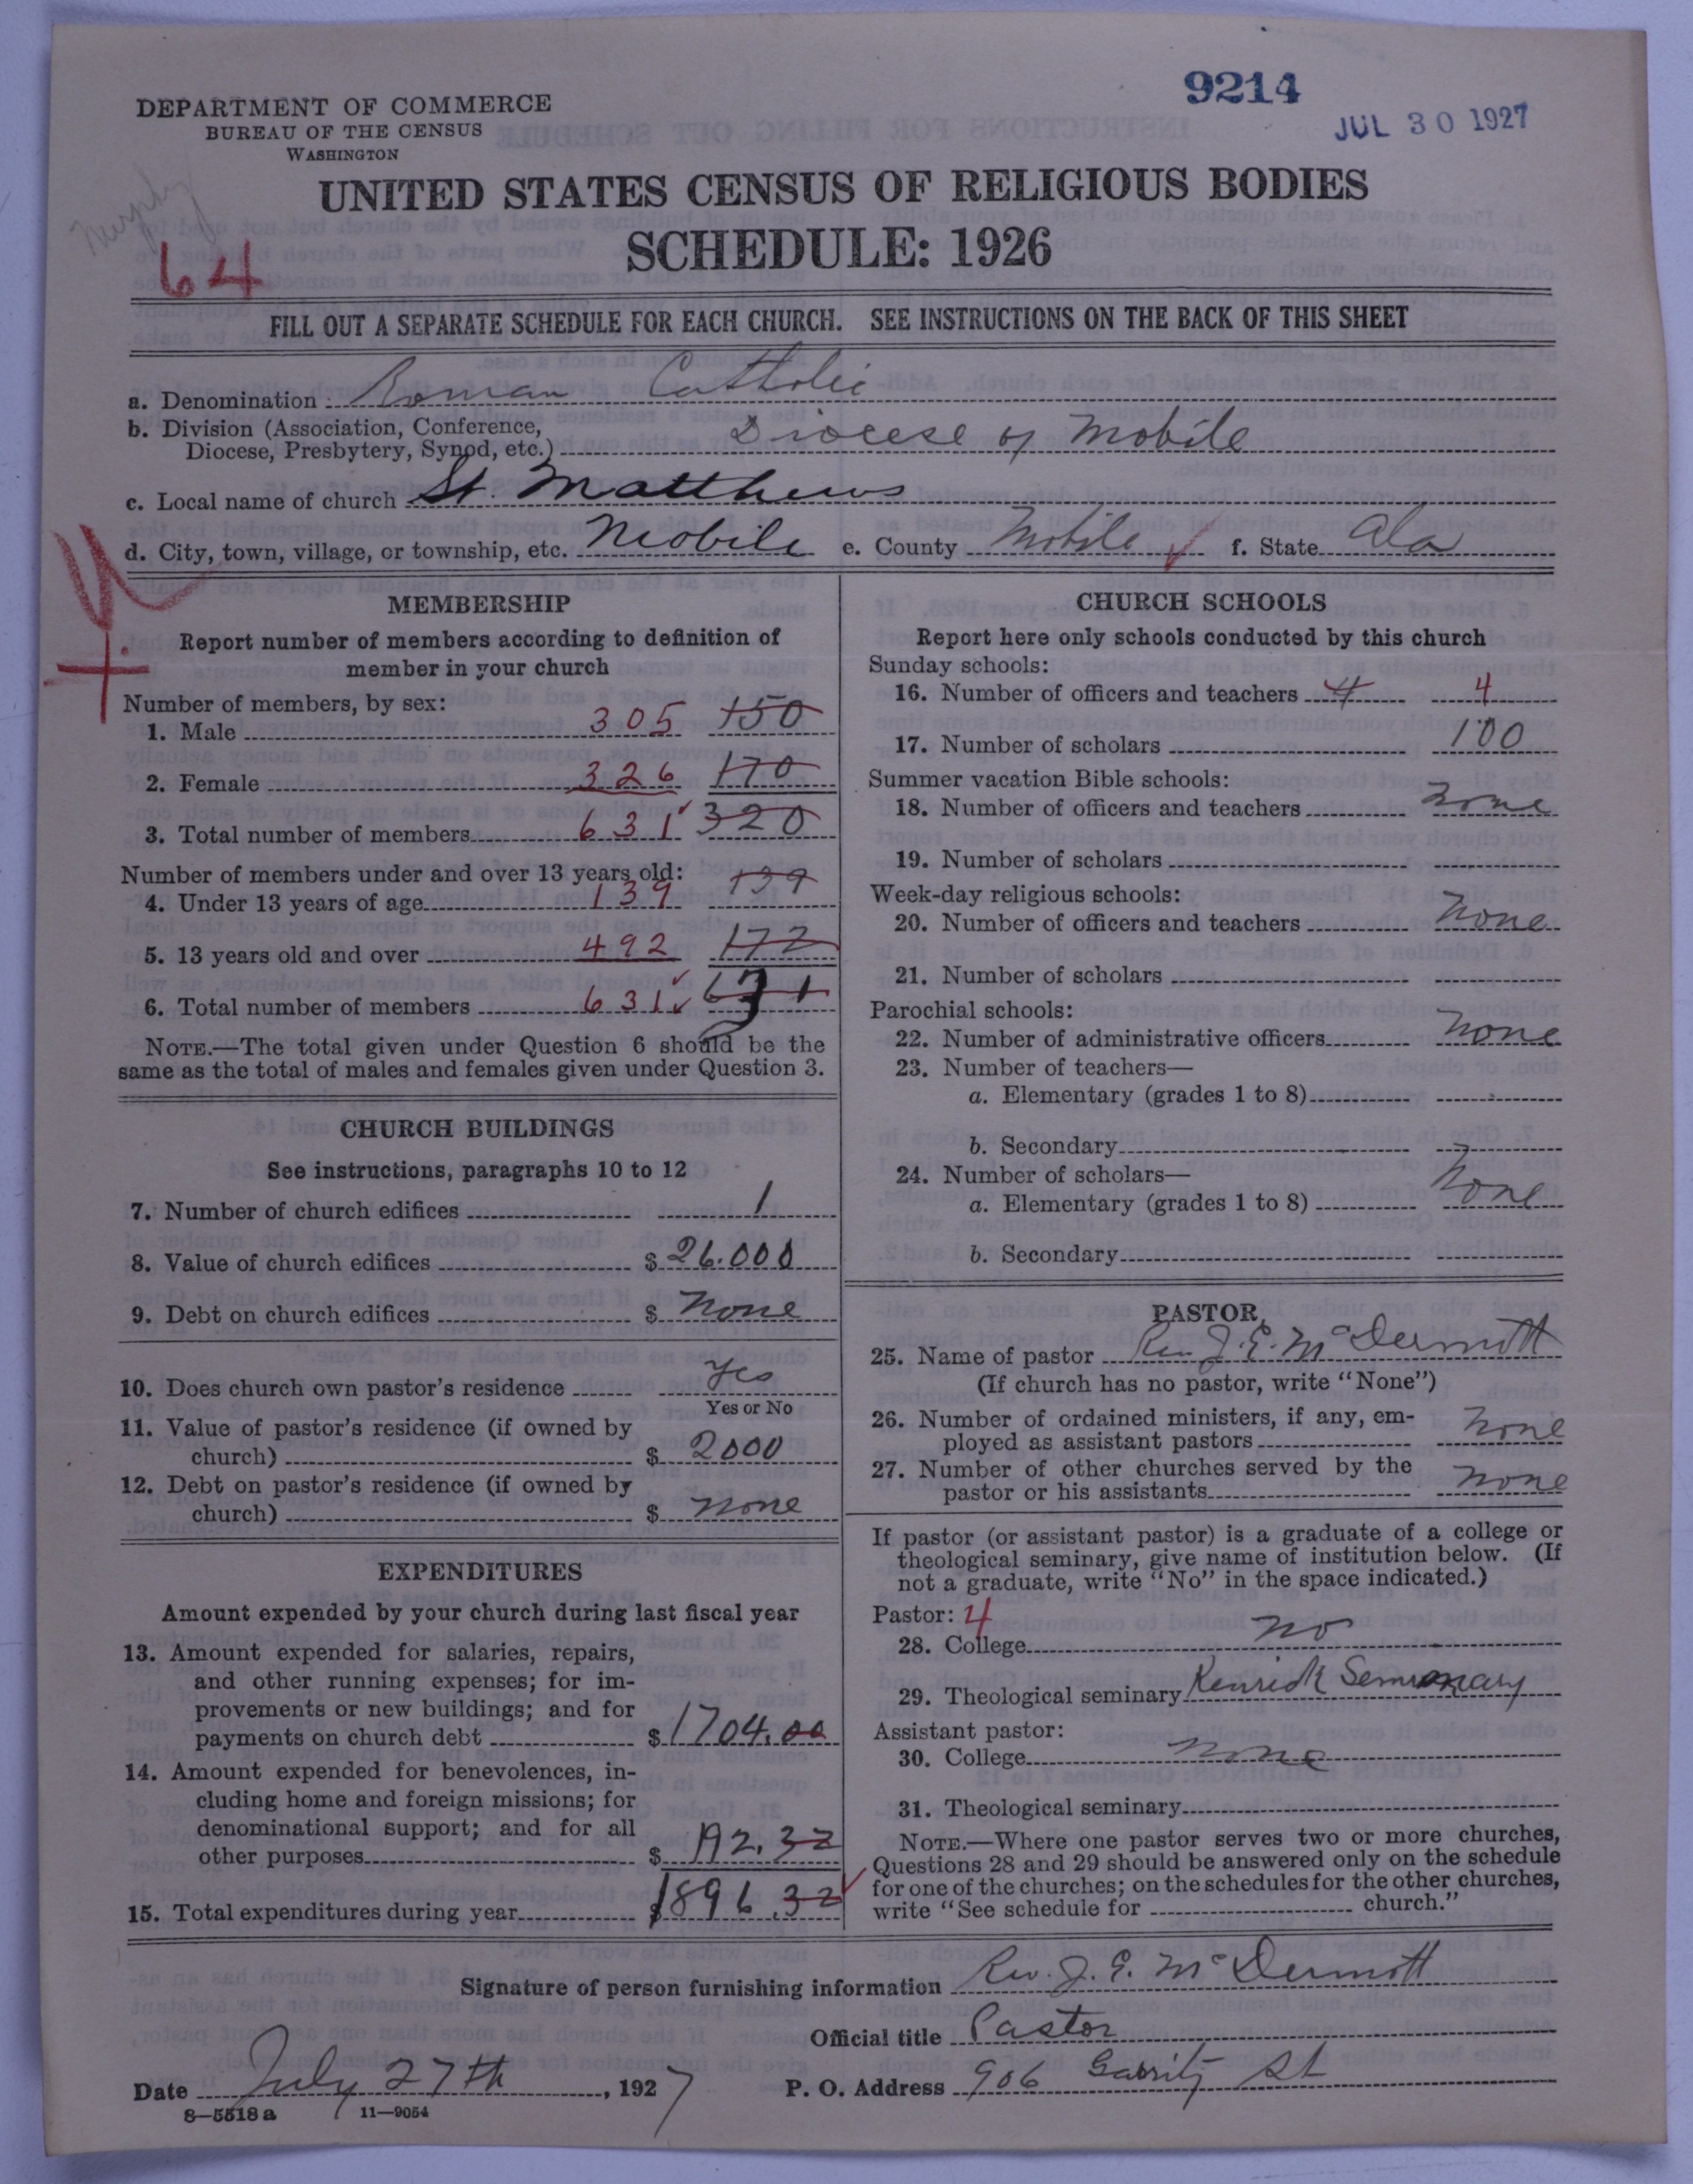 9214
JUL 30 1927
DEPARTMENT OF COMMERCE
BUREAU OF THE CENSUS
WASHINGTON
Murphy
UNITED STATES CENSUS OF RELIGIOUS BODIES
SCHEDULE: 1926
64
FILL OUT A SEPARATE SCHEDULE FOR EACH CHURCH. SEE INSTRUCTIONS ON THE BACK OF THIS SHEET
a. Denomination Roman Catholic
b. Division (Association, Conference, Diocese of Mobile
Diocese, Presbytery, Synod, etc.)
c. Local name of church St. Matthews
d. City, town, village, or township, etc. Mobile e. County Mobile f. State Ala
MEMBERSHIP
Report number of members according to definition of
member in your church
Number of members, by sex:
1. Male 305 150
2. Female 326 170
3. Total number of members 631 320
Number of members under and over 13 years old:
4. Under 13 years of age 139 139
5. 13 years old and over 492 172
6. Total number of members 631 631
NOTE.—The total given under Question 6 should be the
same as the total of males and females given under Question 3.
CHURCH BUILDINGS
See instructions, paragraphs 10 to 12
7. Number of church edifices 1
8. Value of church edifices $26.000
9. Debt on church edifices $ None
10. Does church own pastor's residence Yes
Yes or No
11. Value of pastor's residence (if owned by
church) $ 2000
12. Debt on pastor's residence (if owned by
church) $ None
EXPENDITURES
Amount expended by your church during last fiscal year
13. Amount expended for salaries, repairs,
and other running expenses; for im-
provements or new buildings; and for
payments on church debt $1704.00
14. Amount expended for benevolences, in-
cluding home and foreign missions; for
denominational support; and for all
other purposes $ 192.32
15. Total expenditures during year $1896.32
CHURCH SCHOOLS
Report here only schools conducted by this church
Sunday schools:
16. Number of officers and teachers 4 4
17. Number of scholars 100
Summer vacation Bible schools:
18. Number of officers and teachers None
19. Number of scholars
Week-day religious schools:
20. Number of officers and teachers None
21. Number of scholars
Parochial schools:
22. Number of administrative officers None
23. Number of teachers—
a. Elementary (grades 1 to 8)
b. Secondary
24. Number of scholars—
a. Elementary (grades 1 to 8) None
b. Secondary
PASTOR
25. Name of pastor Rev. J. E. McDermott
(If church has no pastor, write "None")
26. Number of ordained ministers, if any, em-
ployed as assistant pastors None
27. Number of other churches served by the
pastor or his assistants None
If pastor (or assistant pastor) is a graduate of a college or
theological seminary, give name of institution below. (If
not a graduate, write "No" in the space indicated.)
Pastor: 4
28. College No
29. Theological seminary Kenrick Seminary
Assistant pastor:
30. College None
31. Theological seminary
NOTE.—Where one pastor serves two or more churches,
Questions 28 and 29 should be answered only on the schedule
for one of the churches; on the schedules for the other churches,
write "See schedule for church."
Signature of person furnishing information Rev. J. E. McDermott
Official title Pastor
Date July 27th, 1927 P. O. Address 906 Garrity St
8—5518a 11—9054